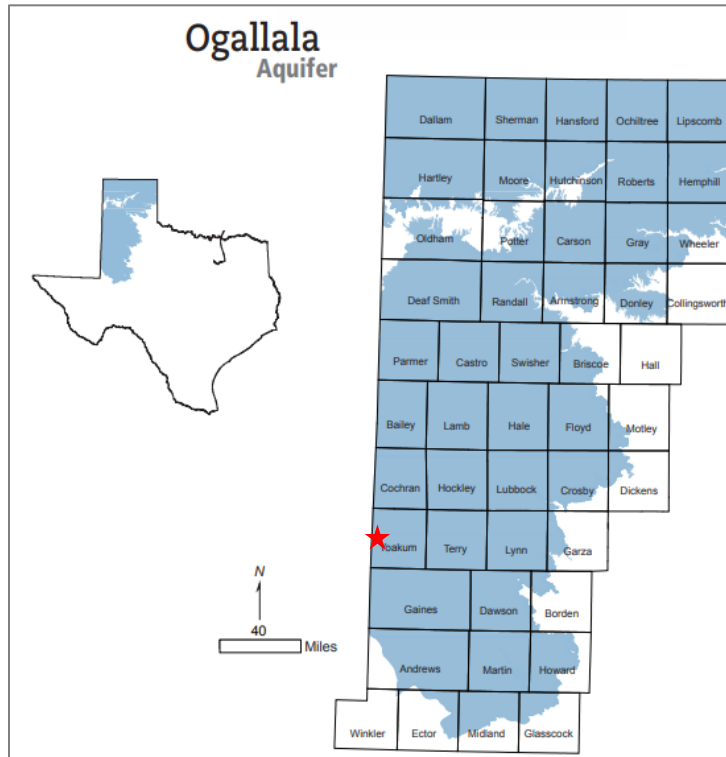 Ogallala
Aquifer
Dallam Sherman Hansford Ochiltree Lipscomb
Hartley Moore Hutchinson Roberts Hemphill
Oldham Potter Carson Gray Wheeler
Deaf Smith Randall Armstrong Donley Collingsworth
Parmer Castro Swisher Briscoe Hall
Bailey Lamb Hale Floyd Motley
Cochran Hockley Lubbock Crosby Dickens
Yoakum Terry Lynn Garza
N
Gaines Dawson Borden
40
Miles
Andrews Martin Howard
Winkler Ector Midland Glasscock